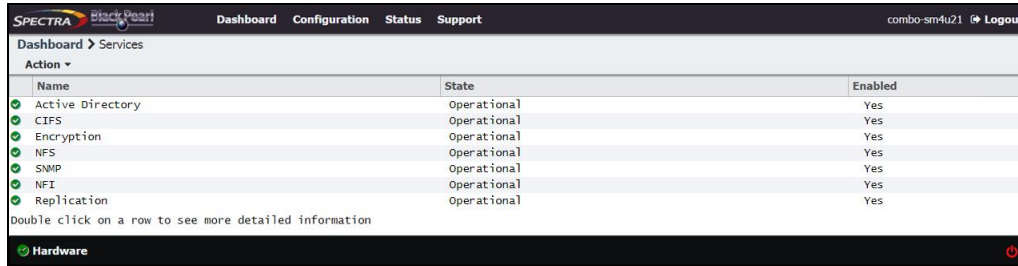 SPECTRA BlackPearl Dashboard Configuration Status Support combo-sm4u21 Logou
Dashboard > Services
Action
Name State Enabled
Active Directory Operational Yes
CIFS Operational Yes
Encryption Operational Yes
NFS Operational Yes
SNMP Operational Yes
NFI Operational Yes
Replication Operational Yes
Double click on a row to see more detailed information
Hardware